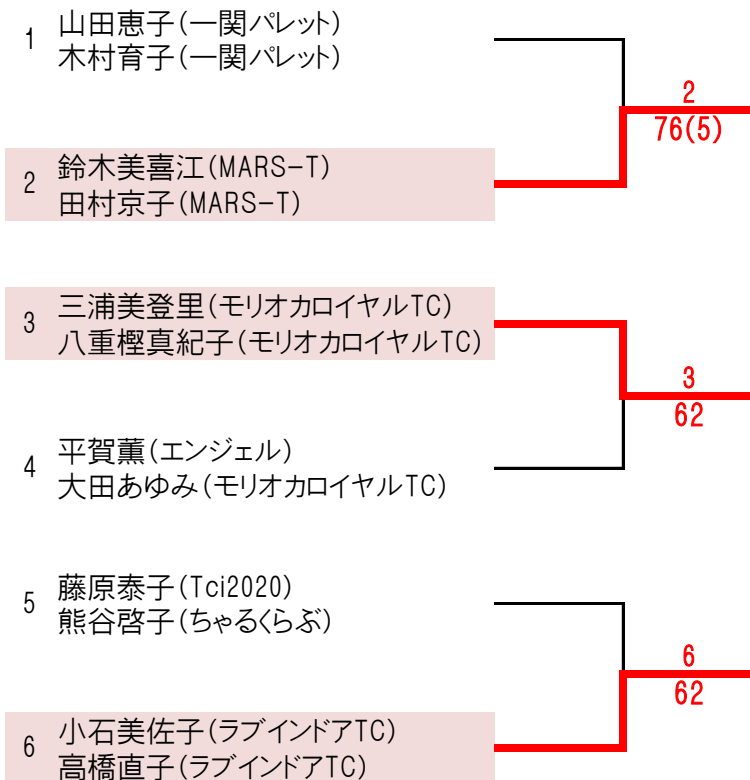 1 山田恵子(一関パレット)
木村育子(一関パレット)
2
76(5)
2 鈴木美喜江(MARS-T)
田村京子(MARS-T)
3 三浦美登里(モリオカロイヤルTC)
八重樫真紀子(モリオカロイヤルTC)
3
62
4 平賀薫(エンジェル)
大田あゆみ(モリオカロイヤルTC)
5 藤原泰子(Tci2020)
熊谷啓子(ちゃるくらぶ)
6
62
6 小石美佐子(ラブインドアTC)
高橋直子(ラブインドアTC)